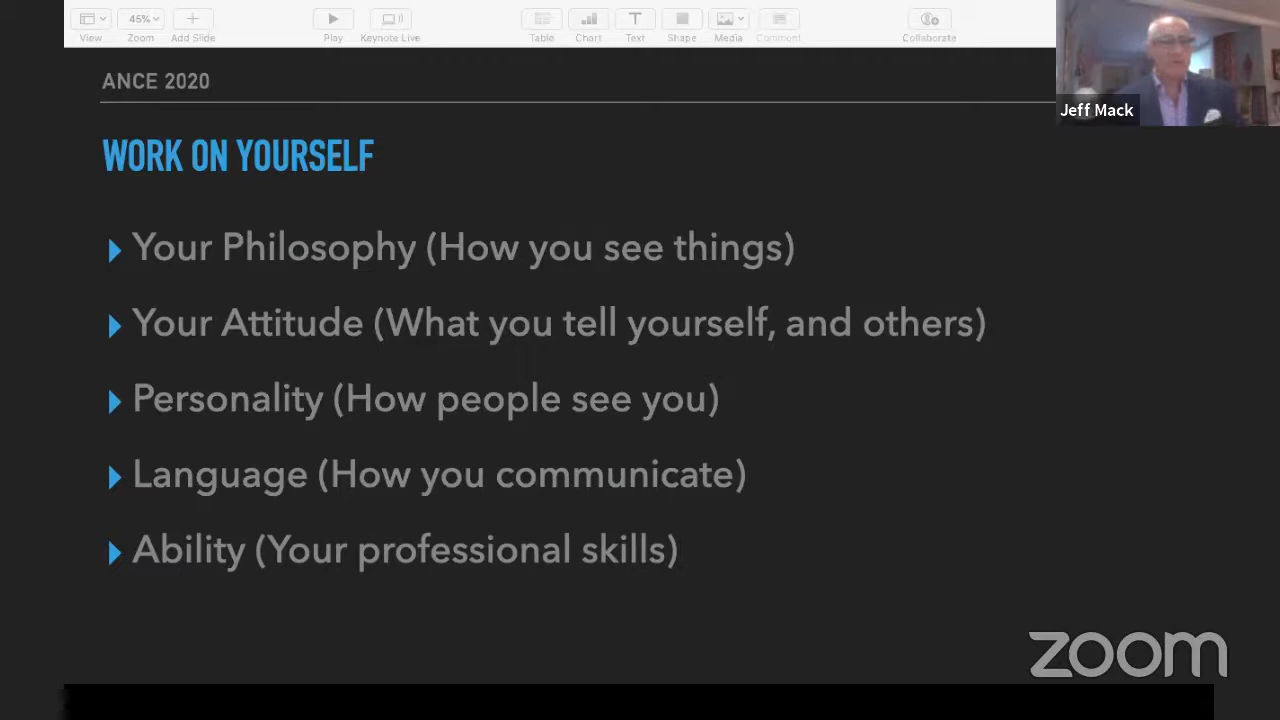 45%
View
Zoom
Add Slide
Play
Keynote Live
Table
Chart
Text
Shape
Media
Comment
Collaborate
Jeff Mack
ANCE 2020
WORK ON YOURSELF
Your Philosophy (How you see things)
Your Attitude (What you tell yourself, and others)
Personality (How people see you)
Language (How you communicate)
Ability (Your professional skills)
zoom